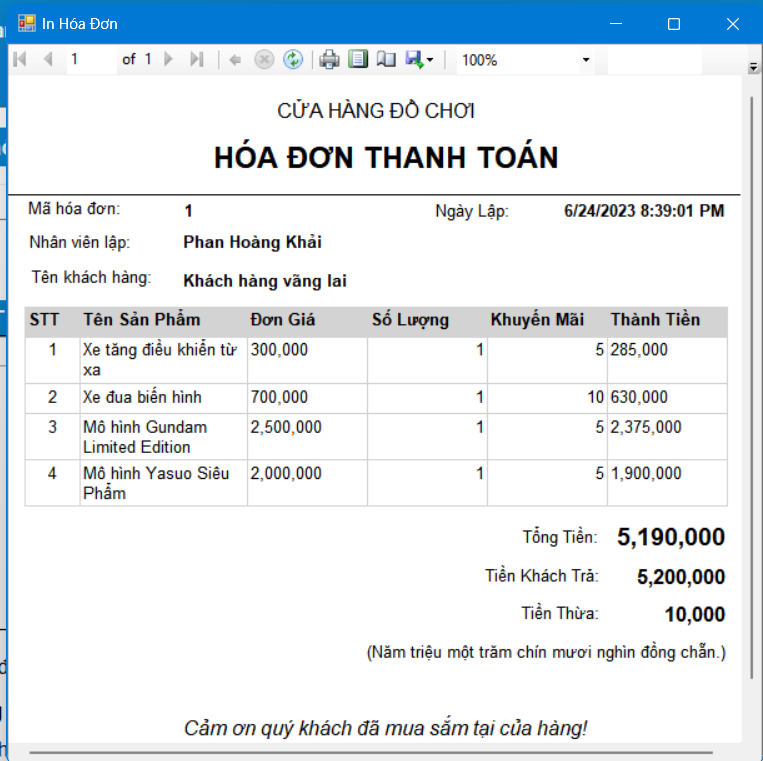 In Hóa Đơn
1 of 1 100%
CỬA HÀNG ĐỒ CHƠI
HÓA ĐƠN THANH TOÁN
Mã hóa đơn: 1 Ngày Lập: 6/24/2023 8:39:01 PM
Nhân viên lập: Phan Hoàng Khải
Tên khách hàng: Khách hàng vãng lai
STT Tên Sản Phẩm Đơn Giá Số Lượng Khuyến Mãi Thành Tiền
1 Xe tăng điều khiển từ 300,000 1 5 285,000
xa
2 Xe đua biến hình 700,000 1 10 630,000
3 Mô hình Gundam 2,500,000 1 5 2,375,000
Limited Edition
4 Mô hình Yasuo Siêu 2,000,000 1 5 1,900,000
Phẩm
Tổng Tiền: 5,190,000
Tiền Khách Trả: 5,200,000
Tiền Thừa: 10,000
(Năm triệu một trăm chín mươi nghìn đồng chẵn.)
Cảm ơn quý khách đã mua sắm tại cửa hàng!